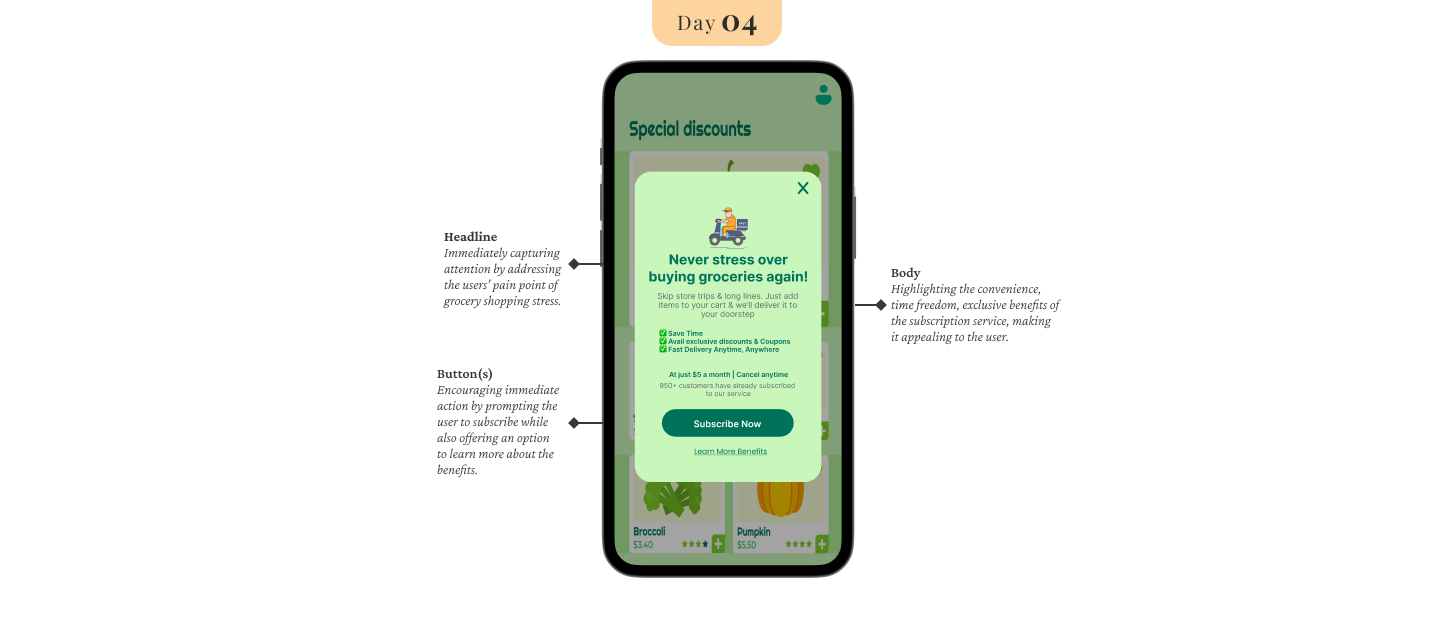 Day 04
Special discounts
X
Never stress over
buying groceries again!
Skip store trips & long lines. Just add
items to your cart & we'll deliver it to
your doorstep
✅ Save Time
✅ Avail exclusive discounts & Coupons
✅ Fast Delivery Anytime, Anywhere
At just $5 a month | Cancel anytime
950+ customers have already subscribed
to our service
Subscribe Now
Learn More Benefits
Broccoli
$3.40
Pumpkin
$5.50
Headline
Immediately capturing
attention by addressing
the users' pain point of
grocery shopping stress.
Button(s)
Encouraging immediate
action by prompting the
user to subscribe while
also offering an option
to learn more about the
benefits.
Body
Highlighting the convenience,
time freedom, exclusive benefits of
the subscription service, making
it appealing to the user.